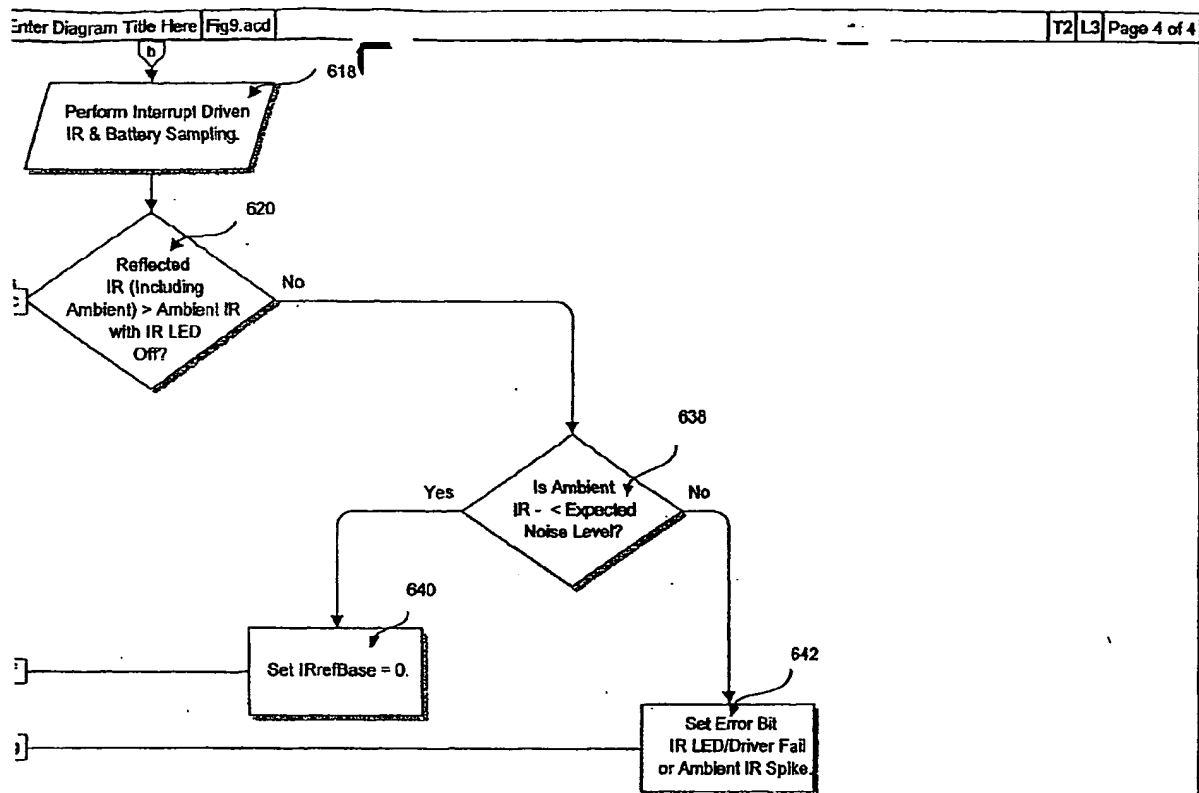 Enter Diagram Title Here Fig9.acd T2 L3 Page 4 of 4
b
618
Perform Interrupt Driven
IR & Battery Sampling.
620
Reflected
IR (Including
Ambient) > Ambient IR
with IR LED
Off?
No
638
Is Ambient
IR - < Expected
Noise Level?
Yes
No
640
Set IRrefBase = 0.
642
Set Error Bit
IR LED/Driver Fail
or Ambient IR Spike.